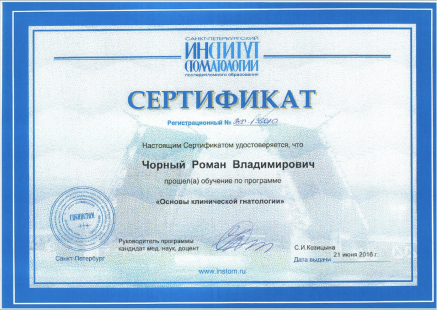 САНКТ-ПЕТЕРБУРГСКИЙ
ИНСТИТУТ
СТОМАТОЛОГИИ
последипломного образования
СЕРТИФИКАТ
Регистрационный №
Настоящим Сертификатом удостоверяется, что
Чорный Роман Владимирович
прошел(а) обучение по программе
«Основы клинической гнатологии»
Руководитель программы
кандидат мед. наук, доцент
С.И.Козицына
Санкт-Петербург
Дата выдачи 21 июня 2016 г.
www.instom.ru